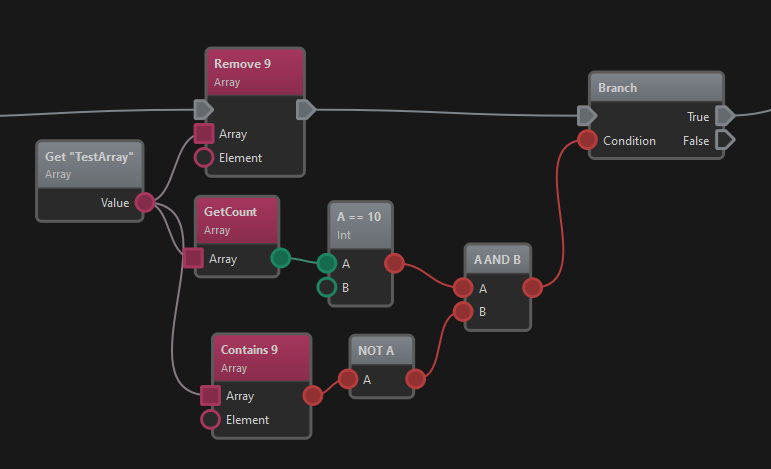 Remove 9
Array
Array
Element
Branch
True
Condition
False
Get "TestArray"
Array
Value
GetCount
Array
Array
A == 10
Int
A
B
A AND B
A
B
Contains 9
Array
Array
Element
NOT A
A